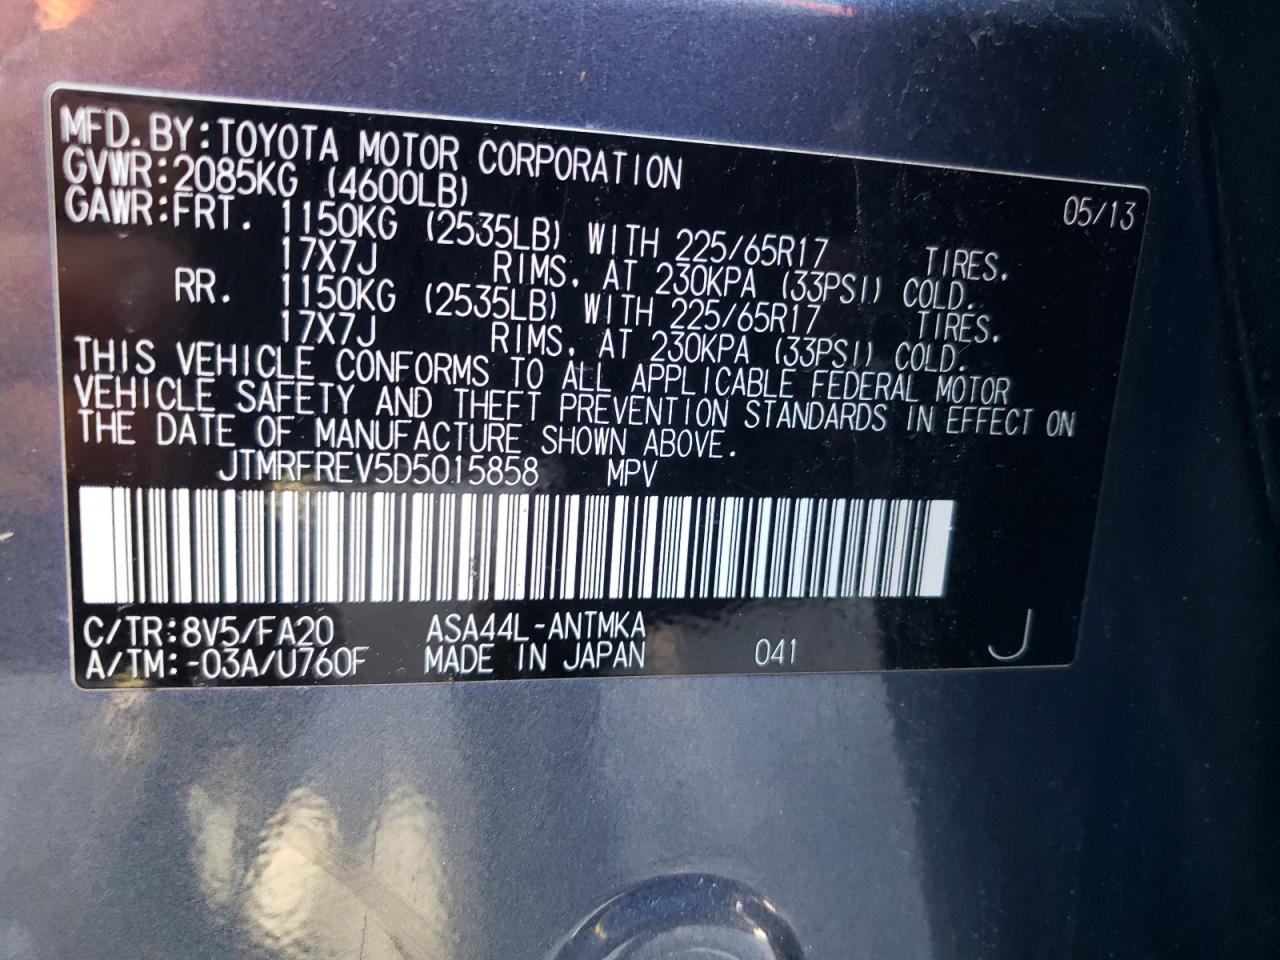 MFD. BY: TOYOTA MOTOR CORPORATION 05/13
GVWR: 2085KG (4600LB)
GAWR: FRT. 1150KG (2535LB) WITH 225/65R17 TIRES.
17X7J RIMS, AT 230KPA (33PSI) COLD.
RR. 1150KG (2535LB) WITH 225/65R17 TIRES.
17X7J RIMS, AT 230KPA (33PSI) COLD.
THIS VEHICLE CONFORMS TO ALL APPLICABLE FEDERAL MOTOR
VEHICLE SAFETY AND THEFT PREVENTION STANDARDS IN EFFECT ON
THE DATE OF MANUFACTURE SHOWN ABOVE.
JTMRFREV5D5015858 MPV
C/TR: 8V5/FA20 ASA44L-ANTMKA
A/TM: -03A/U760F MADE IN JAPAN 041 J